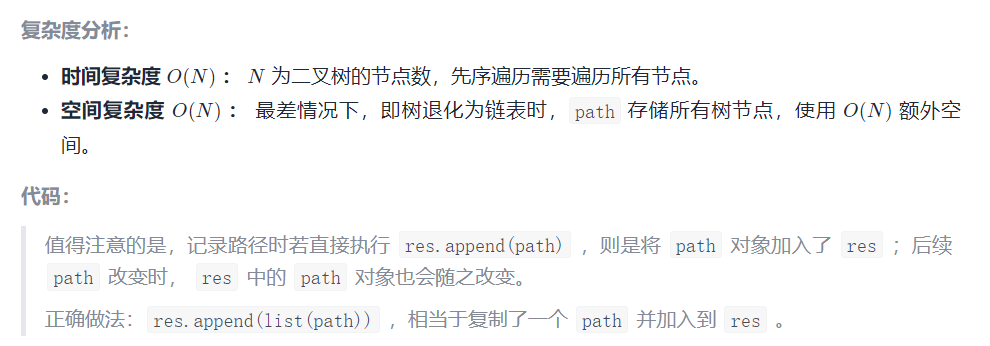 复杂度分析：
• 时间复杂度 O(N) ： N 为二叉树的节点数，先序遍历需要遍历所有节点。
• 空间复杂度 O(N) ： 最差情况下，即树退化为链表时， path 存储所有树节点，使用 O(N) 额外空
间。
代码：
值得注意的是，记录路径时若直接执行 res.append(path) ，则是将 path 对象加入了 res ；后续
path 改变时， res 中的 path 对象也会随之改变。
正确做法： res.append(list(path)) ，相当于复制了一个 path 并加入到 res 。